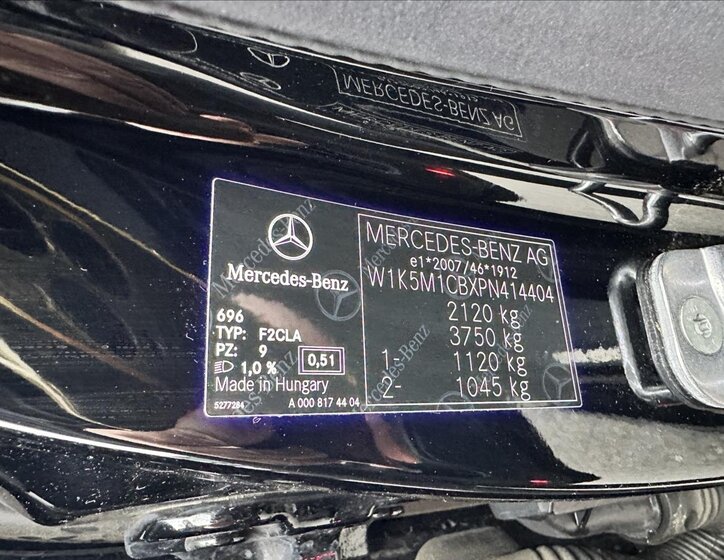 Mercedes-Benz
696
TYP: F2CLA
PZ: 9
1,0 %
0,51
Made in Hungary
5277284
A 000 817 44 04
MERCEDES-BENZ AG
e1*2007/46*1912
W1K5M1CBXPN414404
2120 kg
3750 kg
1- 1120 kg
2- 1045 kg
MERCEDES-BENZ AG